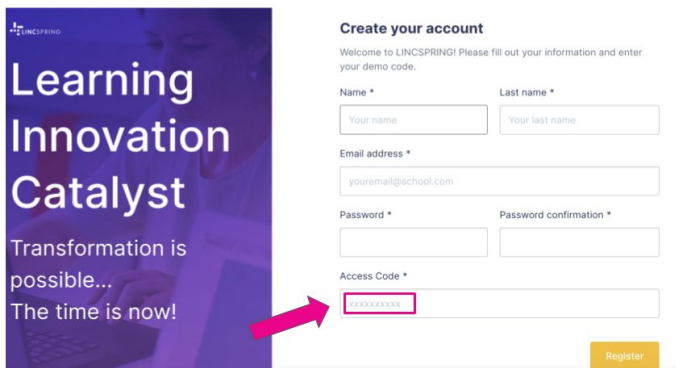 LINCSPRING
Learning
Innovation
Catalyst
Transformation is
possible...
The time is now!
Create your account
Welcome to LINCSPRING! Please fill out your information and enter
your demo code.
Name * Last name *
Your name Your last name
Email address *
youremail@school.com
Password * Password confirmation *
Access Code *
xxxxxxxxxx
Register